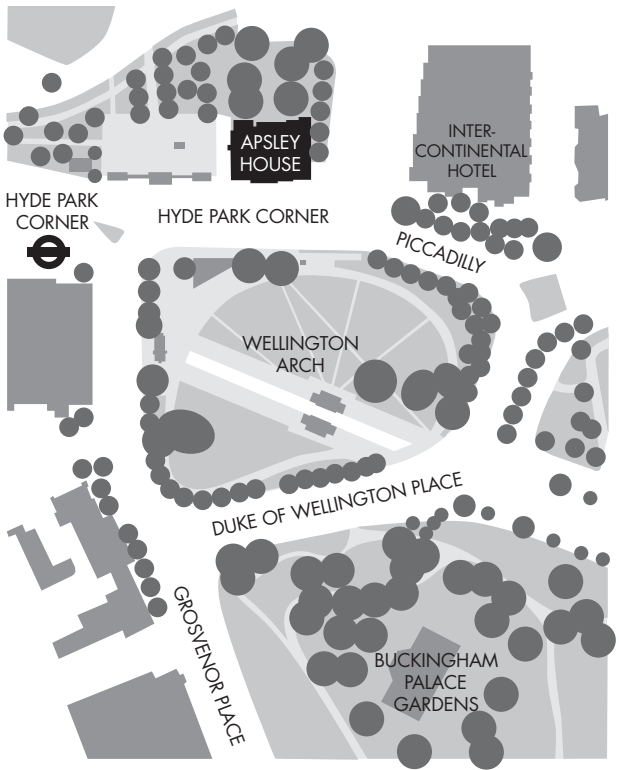 APSLEY
HOUSE
INTER-
CONTINENTAL
HOTEL
HYDE PARK
CORNER
HYDE PARK CORNER
PICCADILLY
WELLINGTON
ARCH
DUKE OF WELLINGTON PLACE
GROSVENOR PLACE
BUCKINGHAM
PALACE
GARDENS